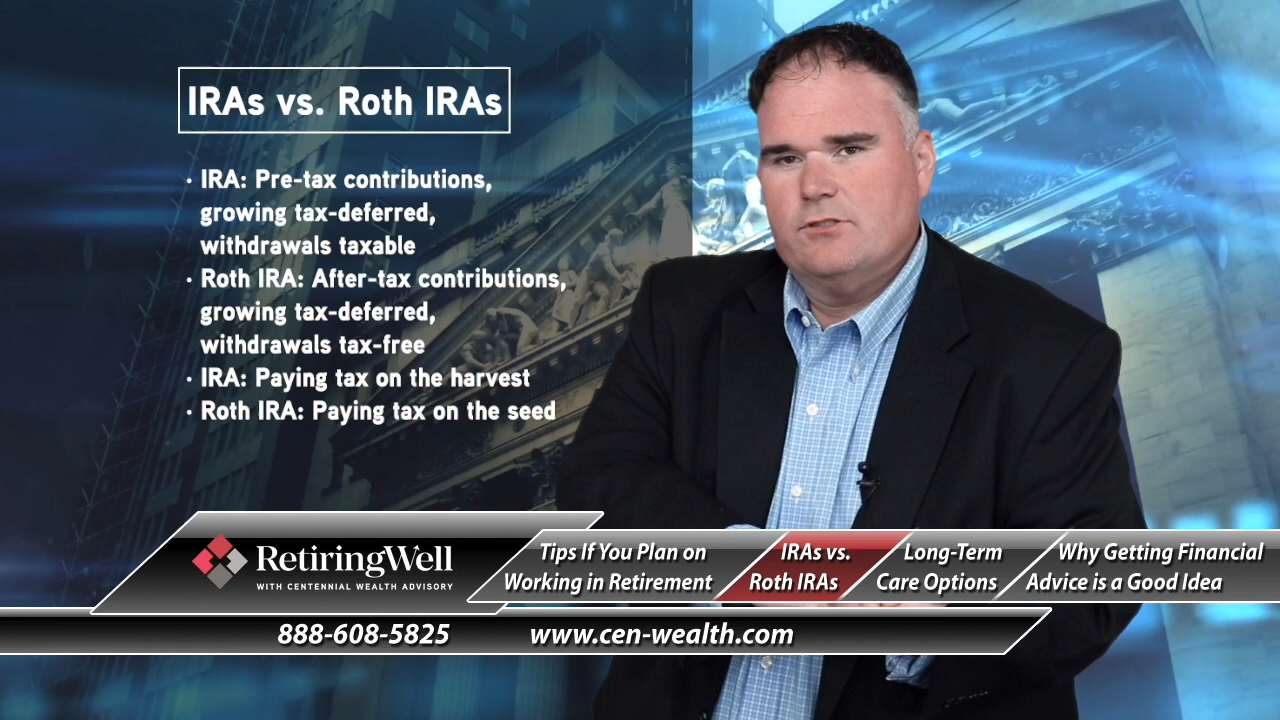 IRAs vs. Roth IRAs
· IRA: Pre-tax contributions,
growing tax-deferred,
withdrawals taxable
· Roth IRA: After-tax contributions,
growing tax-deferred,
withdrawals tax-free
· IRA: Paying tax on the harvest
· Roth IRA: Paying tax on the seed
RetiringWell
WITH CENTENNIAL WEALTH ADVISORY
Tips If You Plan on
Working in Retirement
IRAs vs.
Roth IRAs
Long-Term
Care Options
Why Getting Financial
Advice is a Good Idea
888-608-5825
www.cen-wealth.com